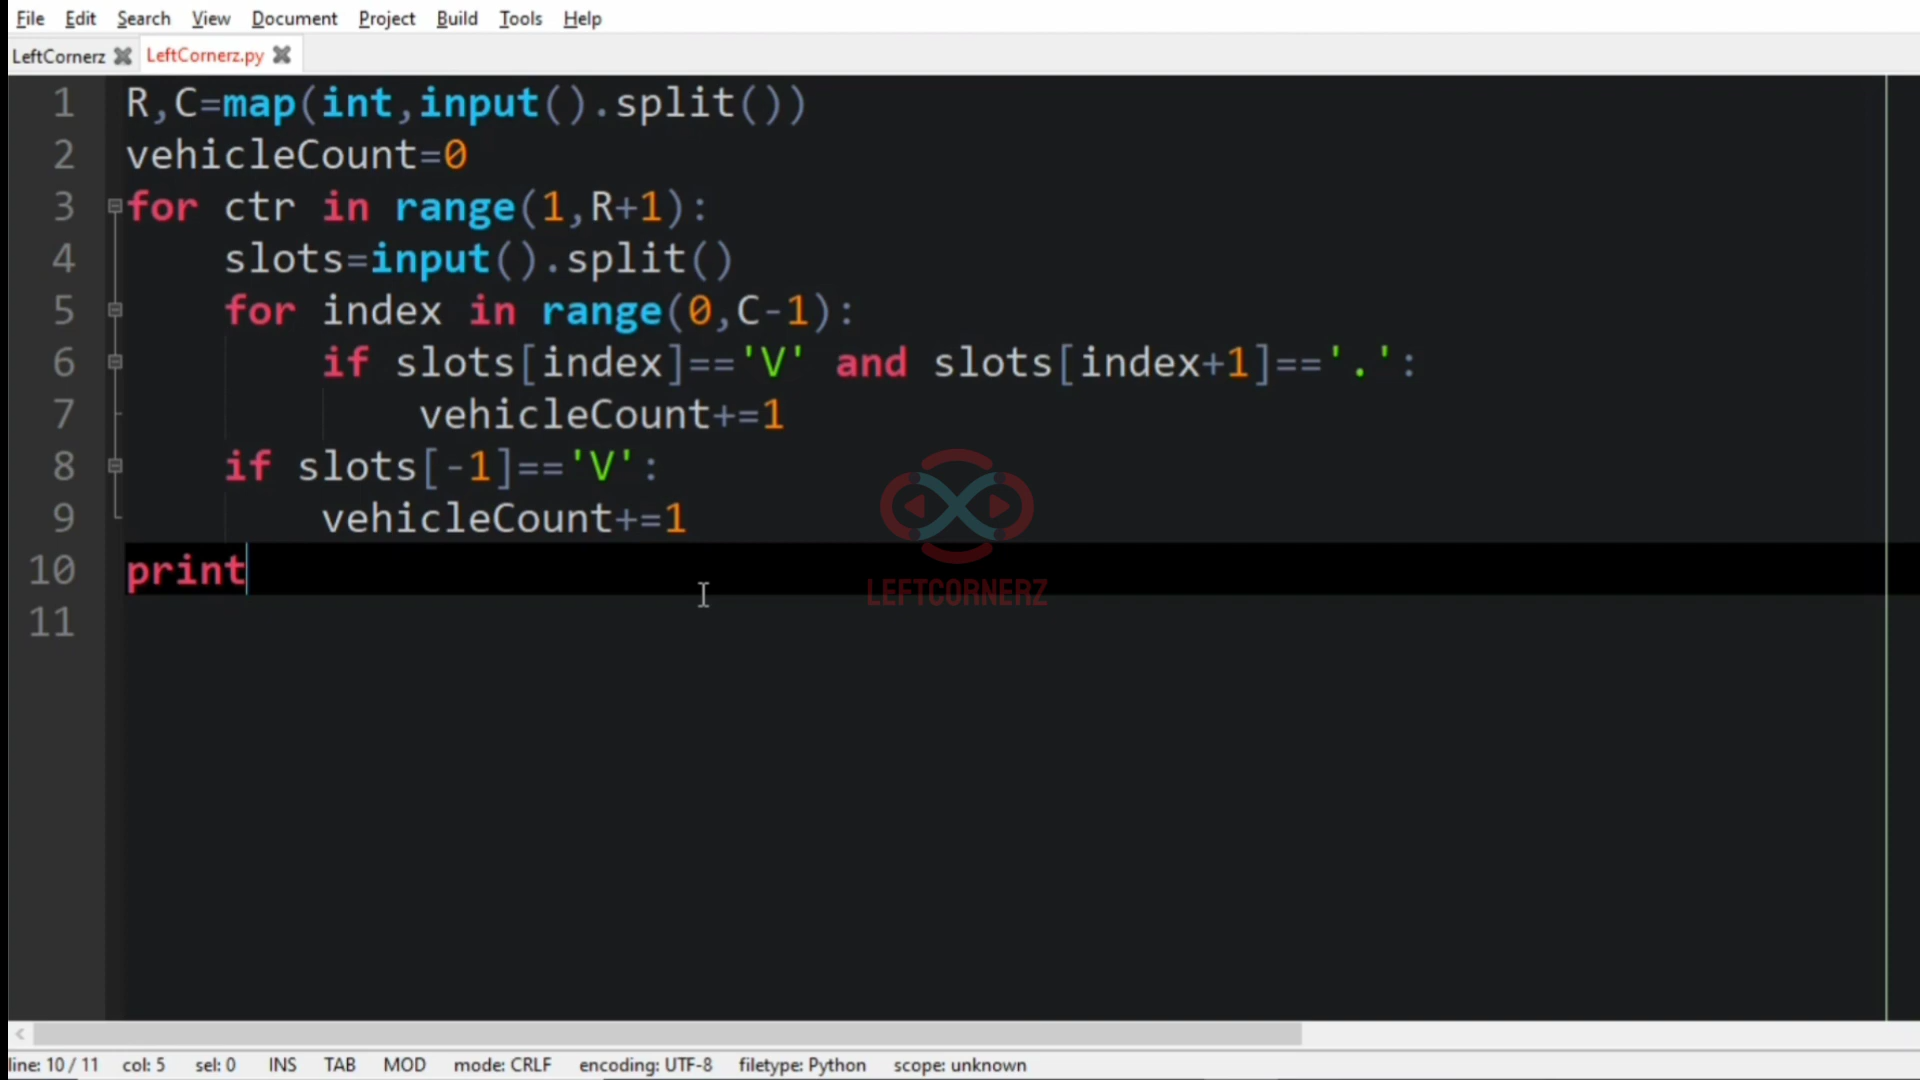 File Edit Search View Document Project Build Tools Help
LeftCornerz LeftCornerz.py
1 R,C=map(int,input().split())
2 vehicleCount=0
3 for ctr in range(1,R+1):
4     slots=input().split()
5     for index in range(0,C-1):
6         if slots[index]=='V' and slots[index+1]=='.':
7             vehicleCount+=1
8     if slots[-1]=='V':
9         vehicleCount+=1
10 print
11
LEFTCORNERZ
line: 10 / 11 col: 5 sel: 0 INS TAB MOD mode: CRLF encoding: UTF-8 filetype: Python scope: unknown